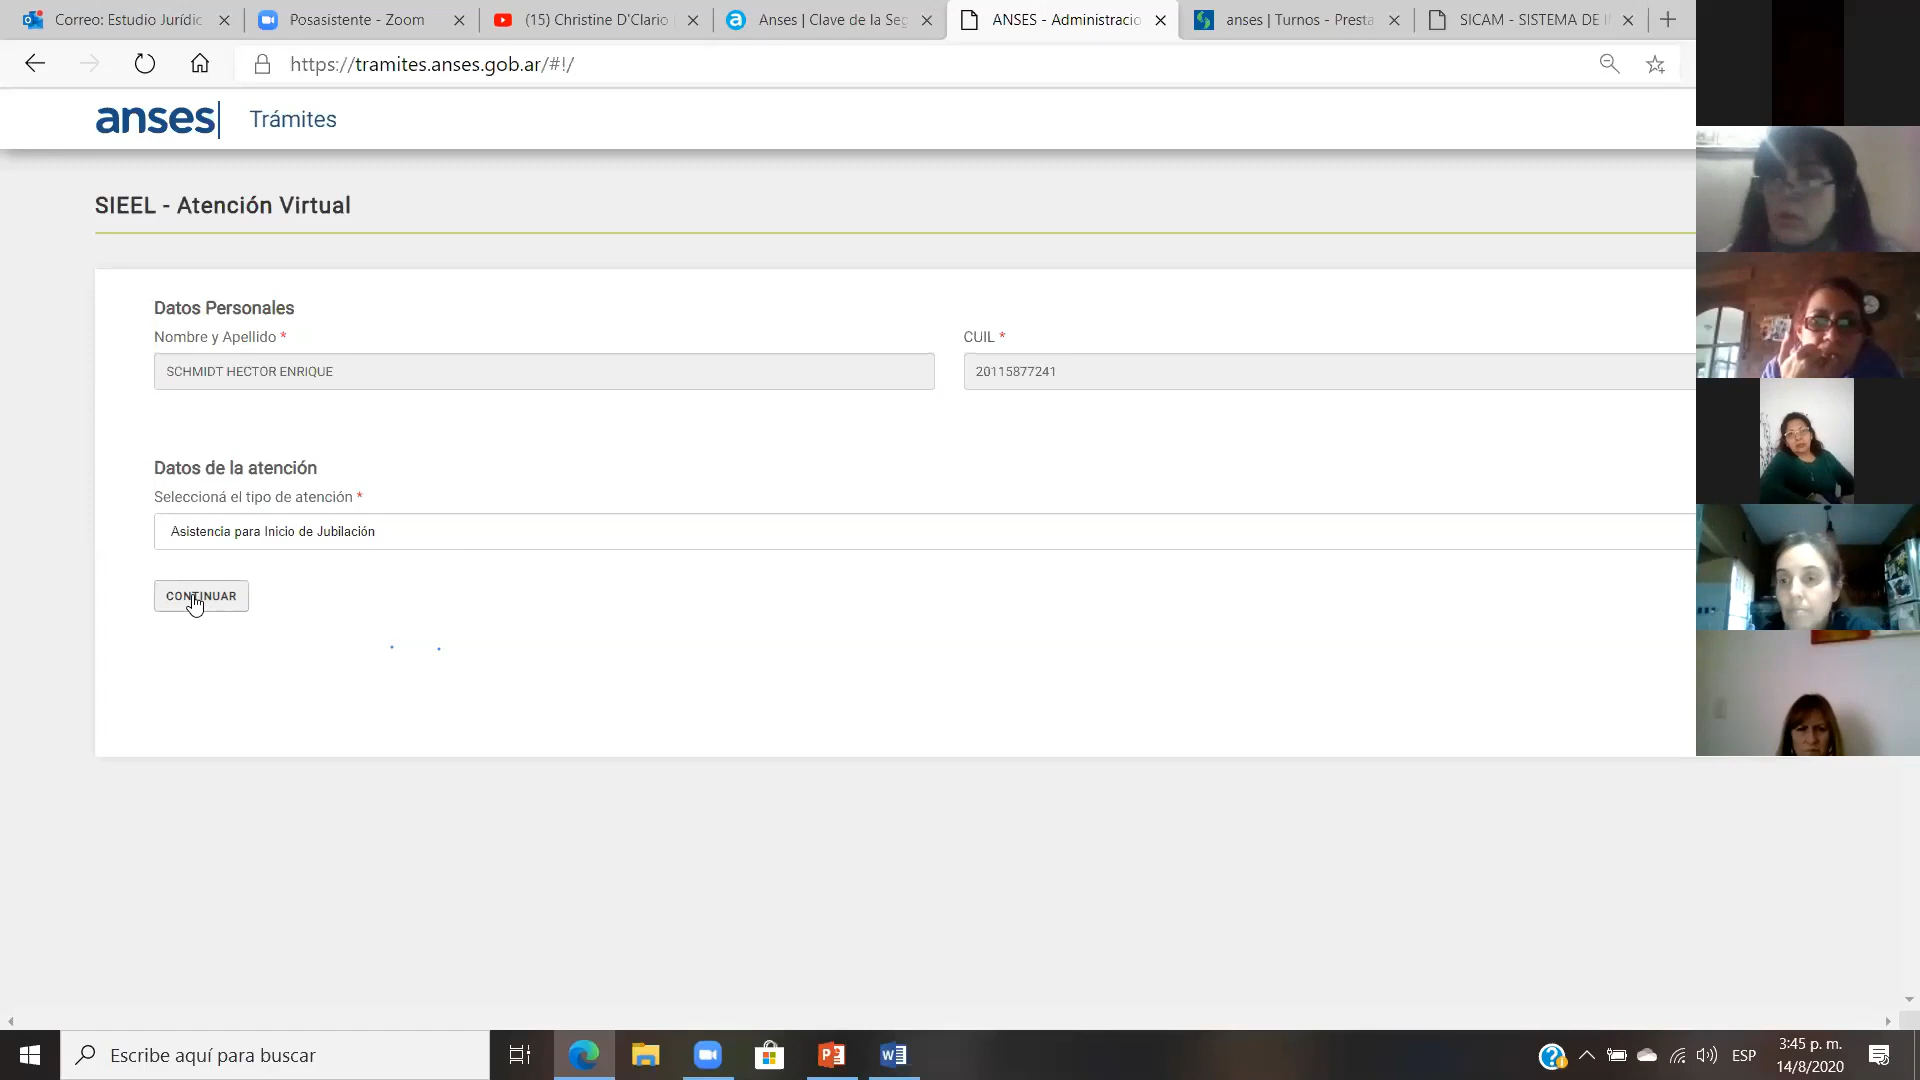 Correo: Estudio Jurídic
Posasistente - Zoom
(15) Christine D'Clario
Anses | Clave de la Seg
ANSES - Administracio
anses | Turnos - Presta
SICAM - SISTEMA DE I
https://tramites.anses.gob.ar/#!/
anses
Trámites
SIEEL - Atención Virtual
Datos Personales
Nombre y Apellido *
CUIL *
SCHMIDT HECTOR ENRIQUE
20115877241
Datos de la atención
Seleccioná el tipo de atención *
Asistencia para Inicio de Jubilación
CONTINUAR
Escribe aquí para buscar
ESP
3:45 p. m.
14/8/2020